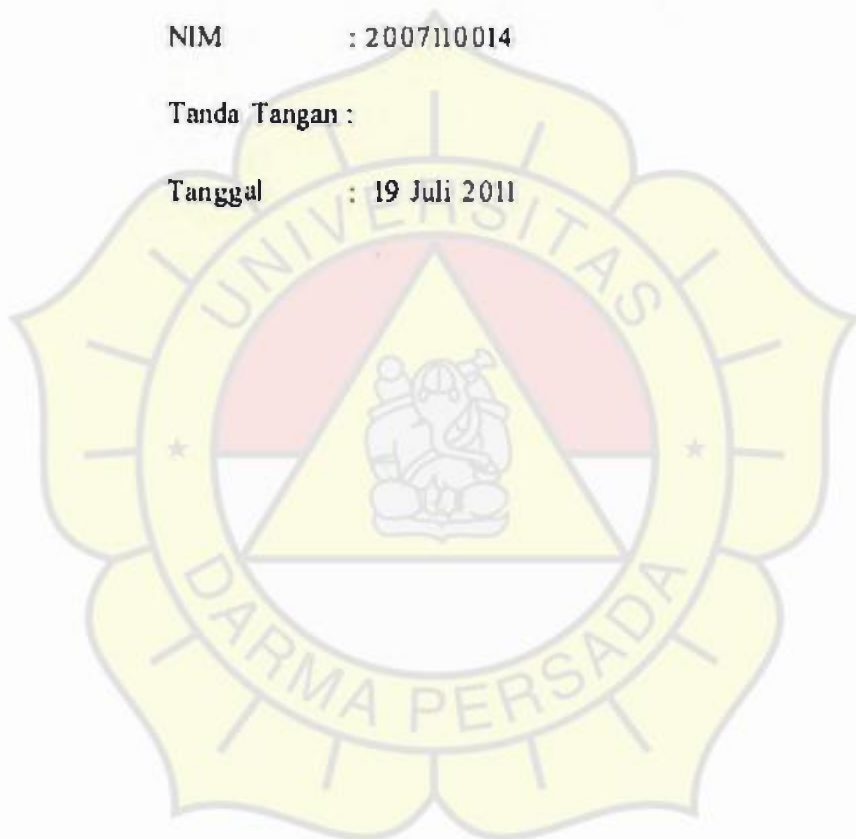 NIM : 2007110014
Tanda Tangan :
Tanggal : 19 Juli 2011
UNIVERSITAS
DARMA PERSADA